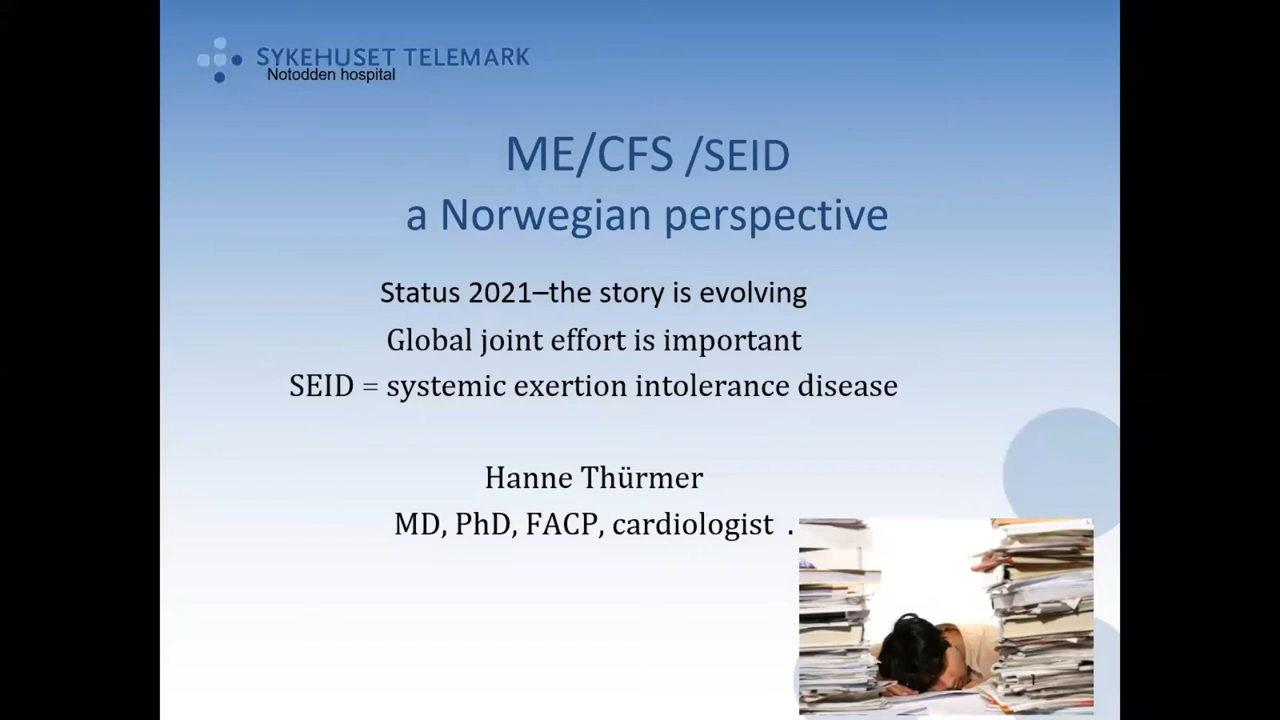 SYKEHUSET TELEMARK
Notodden hospital
ME/CFS /SEID
a Norwegian perspective
Status 2021–the story is evolving
Global joint effort is important
SEID = systemic exertion intolerance disease
Hanne Thürmer
MD, PhD, FACP, cardiologist .
1